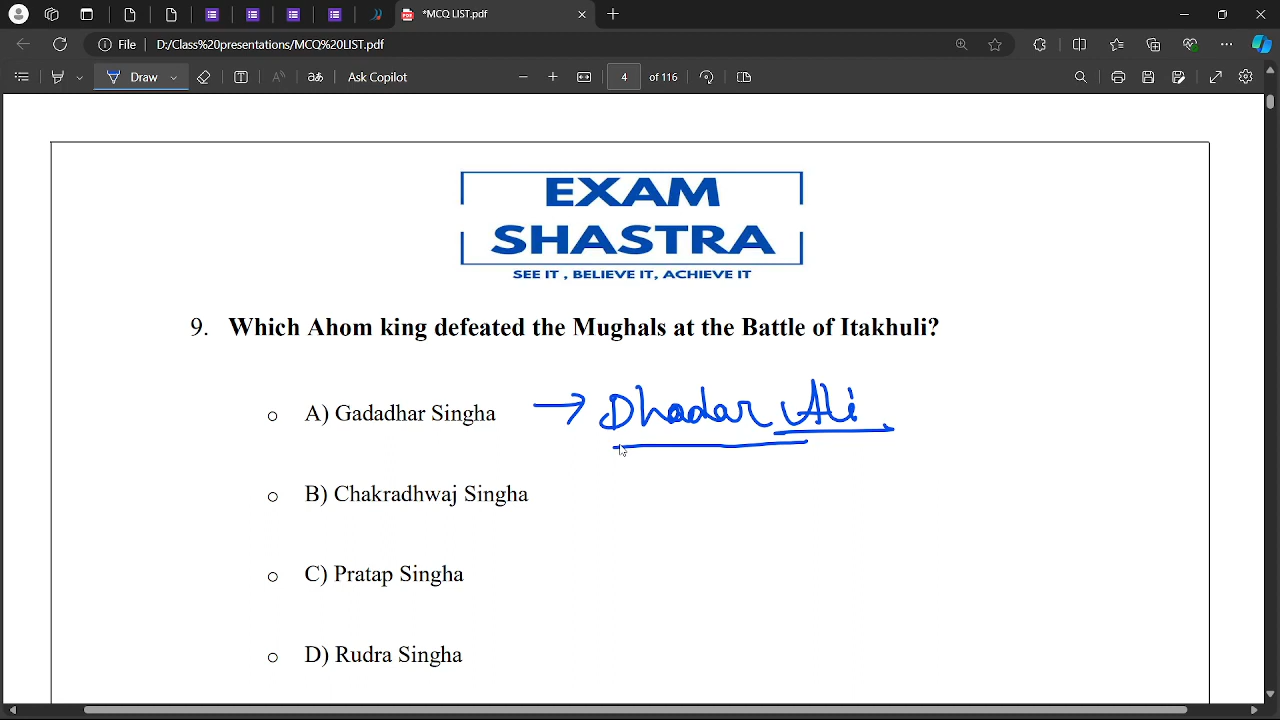 *MCQ LIST.pdf
File D:/Class%20presentations/MCQ%20LIST.pdf
Draw Ask Copilot 4 of 116
EXAM
SHASTRA
SEE IT , BELIEVE IT, ACHIEVE IT
9. Which Ahom king defeated the Mughals at the Battle of Itakhuli?
A) Gadadhar Singha → Dhadar Ali
B) Chakradhwaj Singha
C) Pratap Singha
D) Rudra Singha